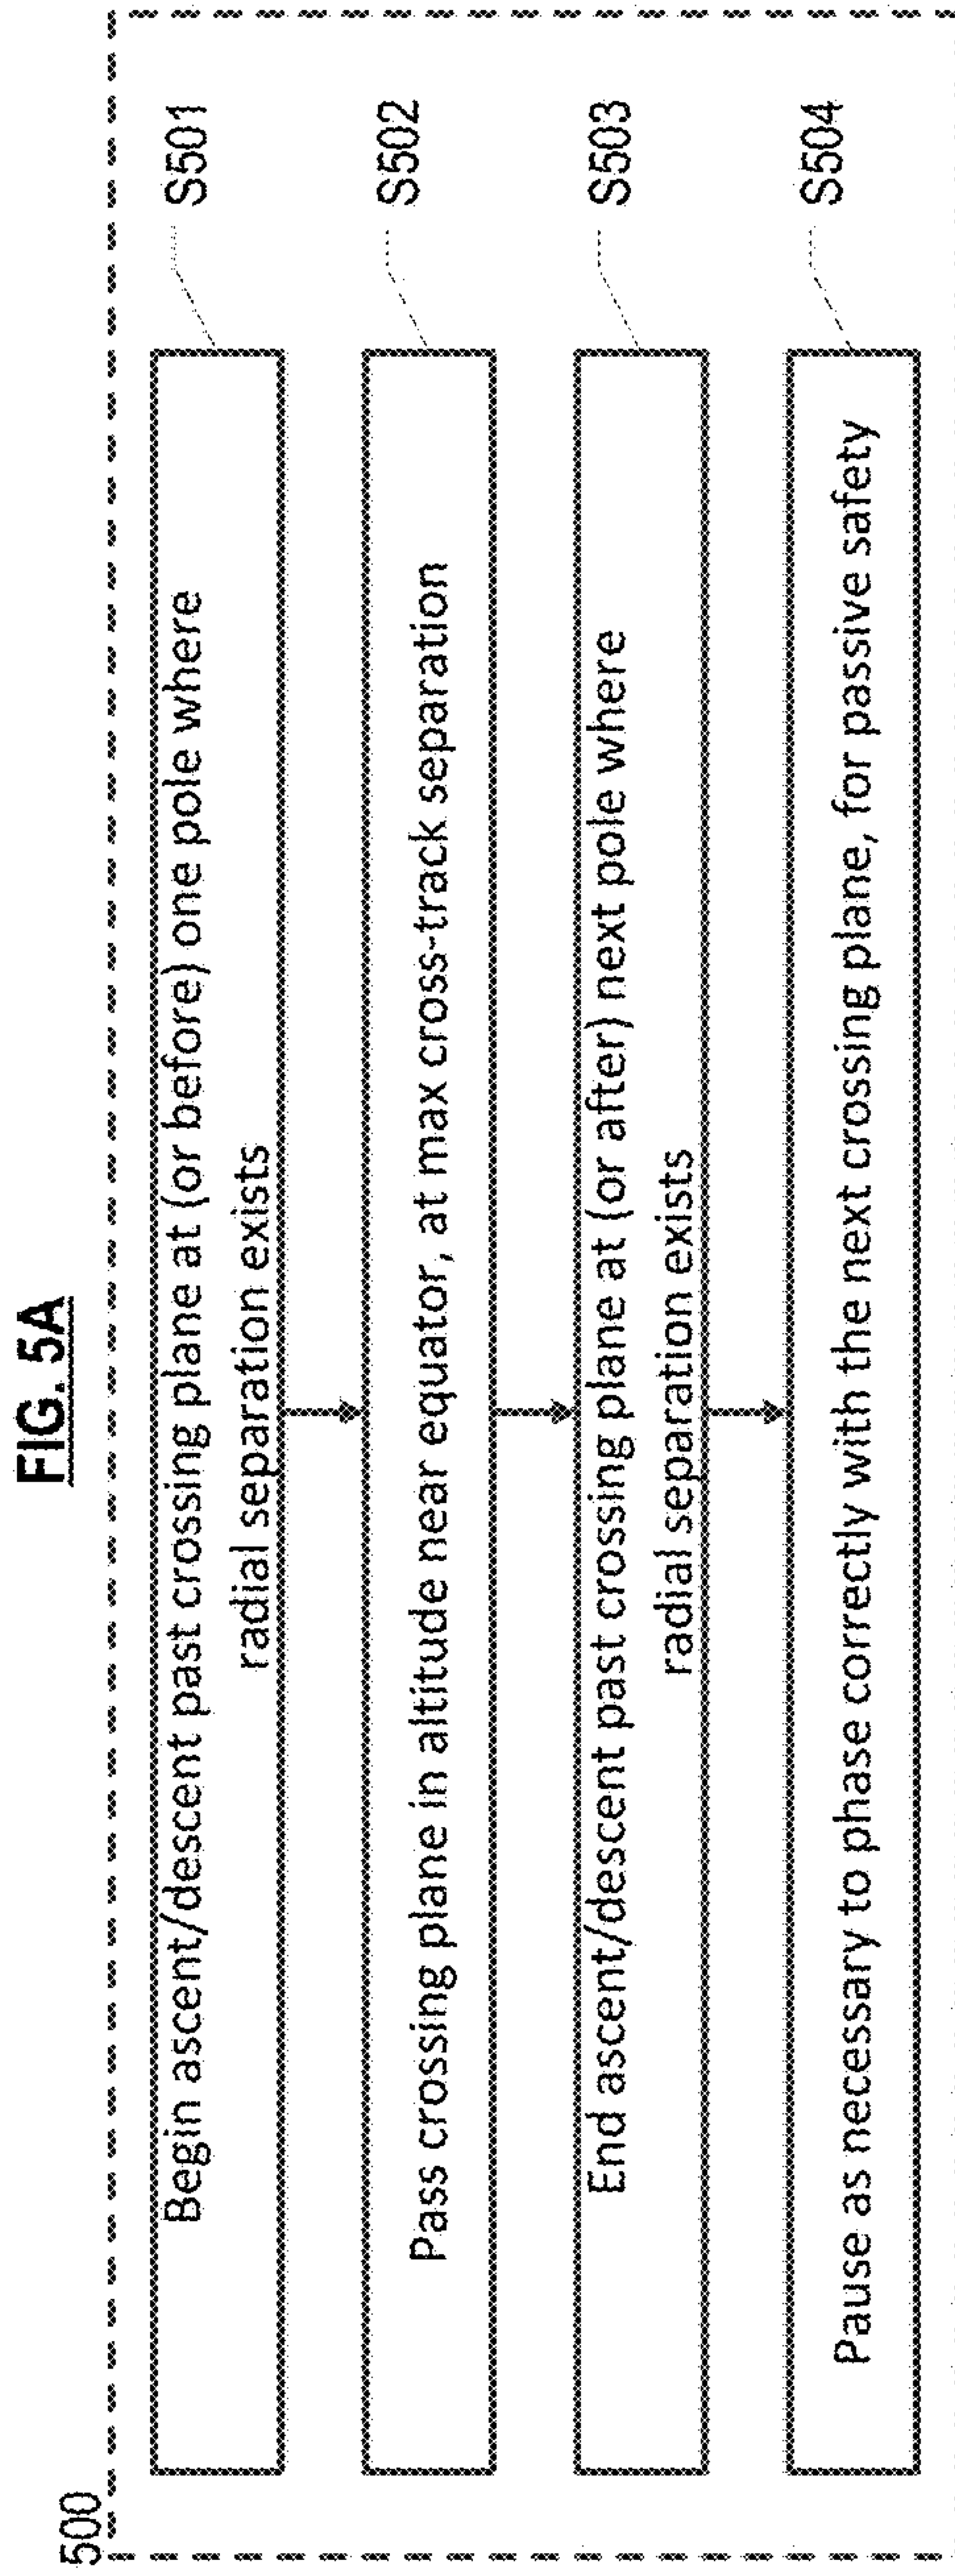 FIG. 5A
500
Begin ascent/descent past crossing plane at (or before) one pole where
radial separation exists
S501
Pass crossing plane in altitude near equator, at max cross-track separation
S502
End ascent/descent past crossing plane at (or after) next pole where
radial separation exists
S503
Pause as necessary to phase correctly with the next crossing plane, for passive safety
S504